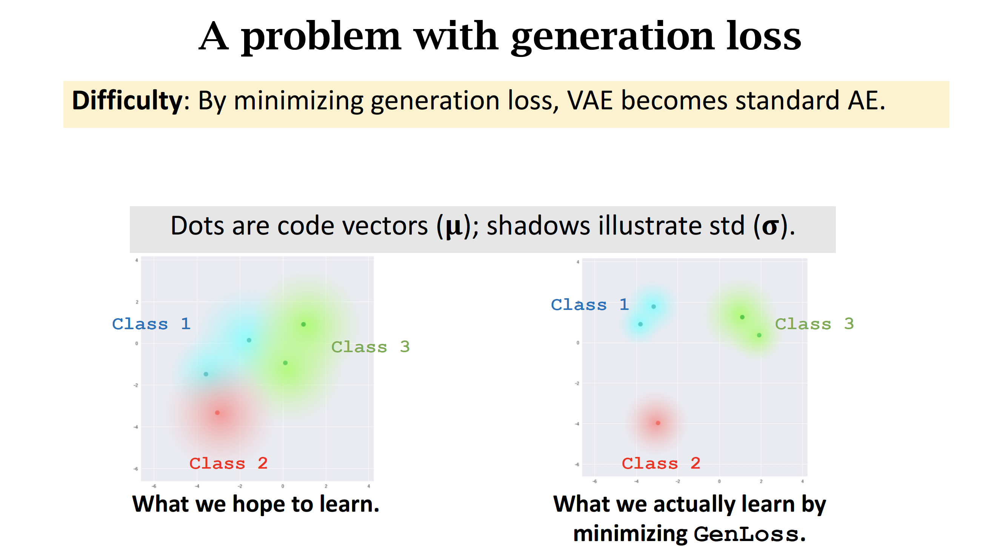 A problem with generation loss
Difficulty: By minimizing generation loss, VAE becomes standard AE.
Dots are code vectors (μ); shadows illustrate std (σ).
4
2
0
−2
−4
−6
−6 −4 −2 0 2 4
Class 1
Class 3
Class 2
What we hope to learn.
4
2
0
−2
−4
−6
−6 −4 −2 0 2 4
Class 1
Class 3
Class 2
What we actually learn by
minimizing GenLoss.